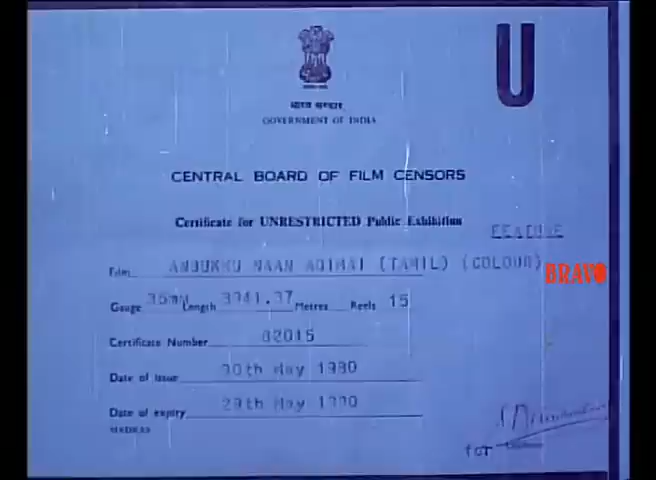 U
भारत सरकार
GOVERNMENT OF INDIA
CENTRAL BOARD OF FILM CENSORS
Certificate for UNRESTRICTED Public Exhibition
FEATURE
Film ANBUKKU NAAN ADIMAI (TAMIL) (COLOUR)
BRAVO
Gauge 35MM Length 3941.37 Metres Reels 15
Certificate Number 82015
Date of issue 30th May 1980
Date of expiry 29th May 1990
MADRAS
for